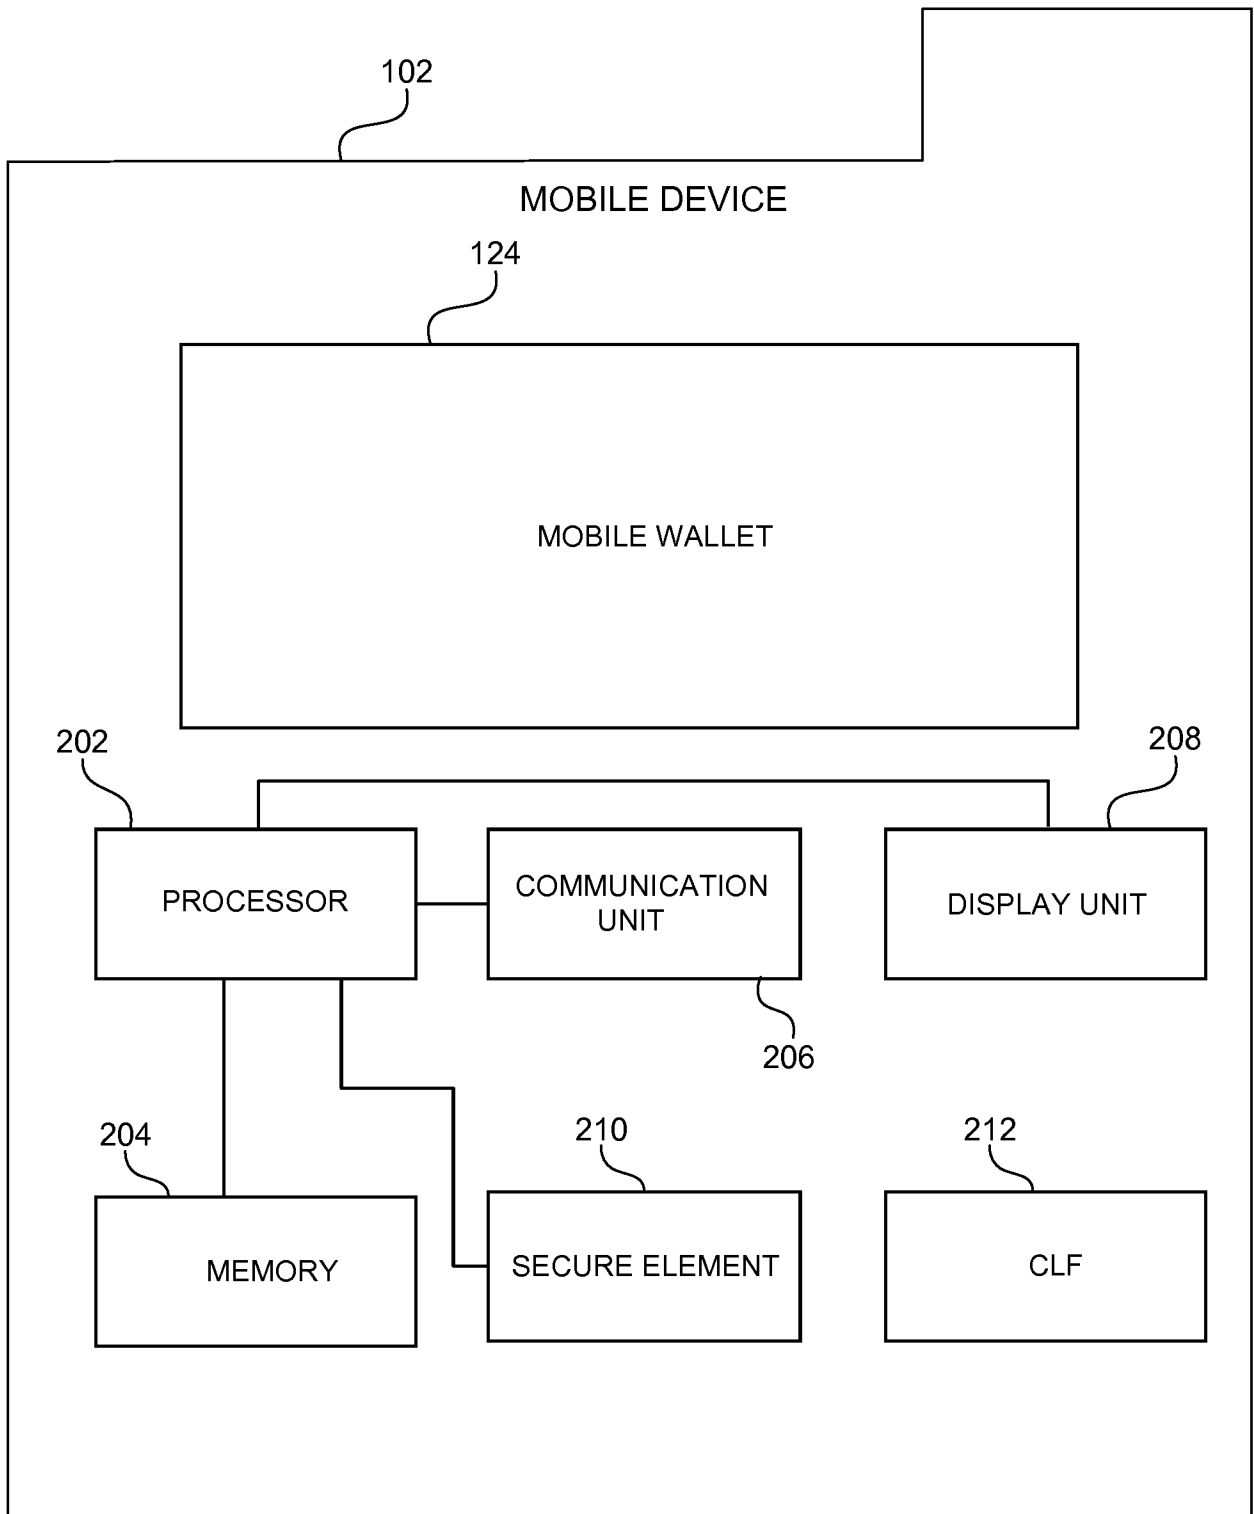 102
MOBILE DEVICE
124
MOBILE WALLET
202
208
PROCESSOR
COMMUNICATION
UNIT
DISPLAY UNIT
206
204
210
212
MEMORY
SECURE ELEMENT
CLF